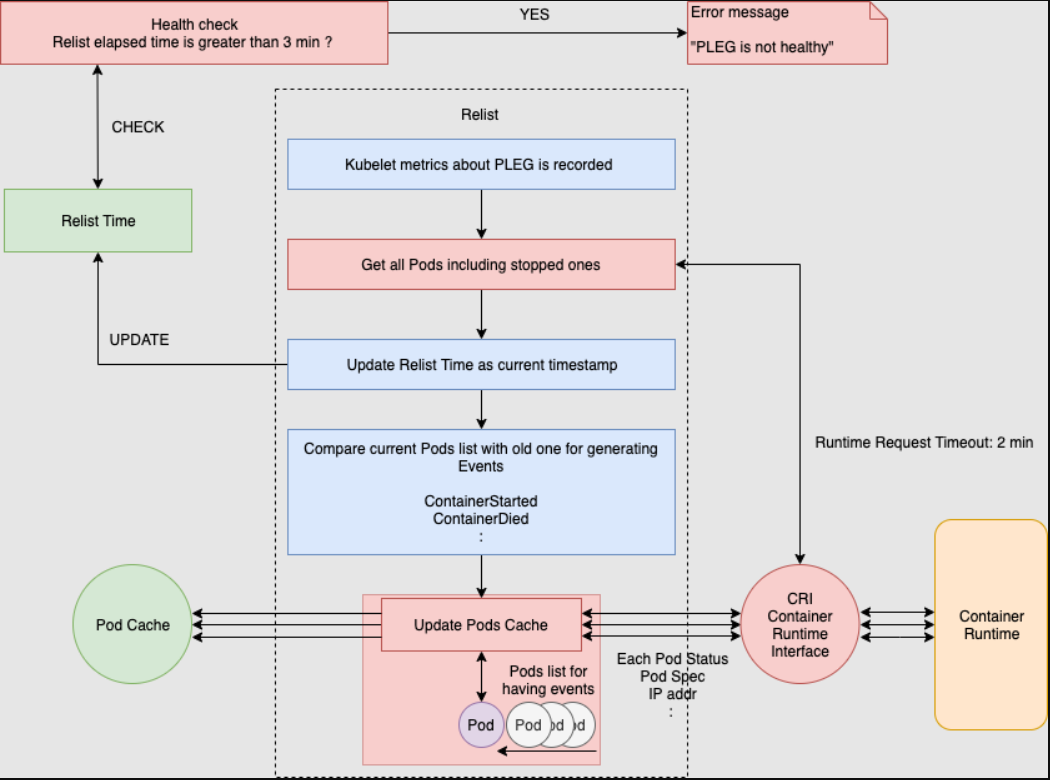 Health check
Relist elapsed time is greater than 3 min ?
YES
Error message
"PLEG is not healthy"
CHECK
Relist
Kubelet metrics about PLEG is recorded
Relist Time
Get all Pods including stopped ones
UPDATE
Update Relist Time as current timestamp
Runtime Request Timeout: 2 min
Compare current Pods list with old one for generating
Events
ContainerStarted
ContainerDied
:
Pod Cache
Update Pods Cache
CRI
Container
Runtime
Interface
Container
Runtime
Each Pod Status
Pod Spec
IP addr
:
Pods list for
having events
Pod
Pod
od
od